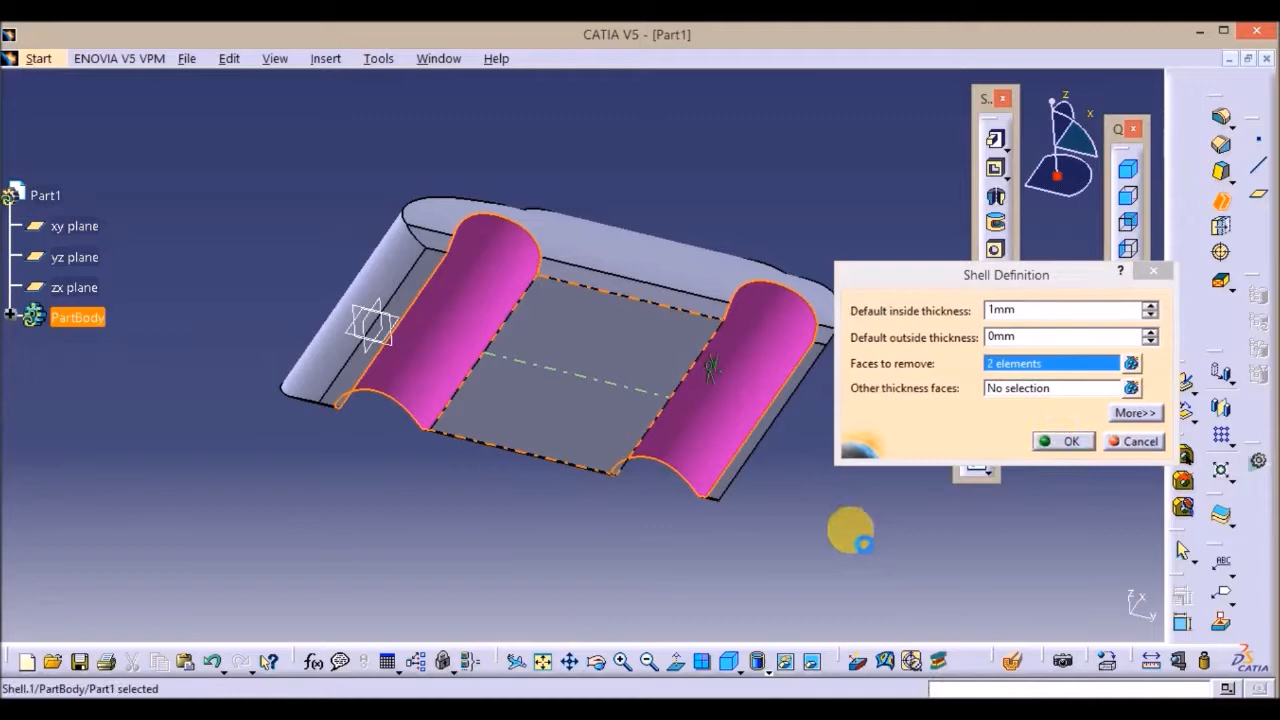 CATIA V5 - [Part1]
Start ENOVIA V5 VPM File Edit View Insert Tools Window Help
S..
Q
z
x
Part1
xy plane
yz plane
zx plane
PartBody
Shell Definition
?
Default inside thickness: 1mm
Default outside thickness: 0mm
Faces to remove: 2 elements
Other thickness faces: No selection
More>>
OK Cancel
ABC
z x
y
f(x)
CATIA
Shell.1/PartBody/Part1 selected